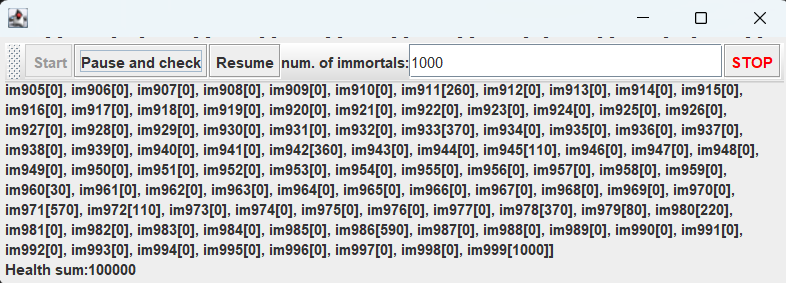 Start Pause and check Resume num. of immortals: 1000 STOP
im905[0], im906[0], im907[0], im908[0], im909[0], im910[0], im911[260], im912[0], im913[0], im914[0], im915[0],
im916[0], im917[0], im918[0], im919[0], im920[0], im921[0], im922[0], im923[0], im924[0], im925[0], im926[0],
im927[0], im928[0], im929[0], im930[0], im931[0], im932[0], im933[370], im934[0], im935[0], im936[0], im937[0],
im938[0], im939[0], im940[0], im941[0], im942[360], im943[0], im944[0], im945[110], im946[0], im947[0], im948[0],
im949[0], im950[0], im951[0], im952[0], im953[0], im954[0], im955[0], im956[0], im957[0], im958[0], im959[0],
im960[30], im961[0], im962[0], im963[0], im964[0], im965[0], im966[0], im967[0], im968[0], im969[0], im970[0],
im971[570], im972[110], im973[0], im974[0], im975[0], im976[0], im977[0], im978[370], im979[80], im980[220],
im981[0], im982[0], im983[0], im984[0], im985[0], im986[590], im987[0], im988[0], im989[0], im990[0], im991[0],
im992[0], im993[0], im994[0], im995[0], im996[0], im997[0], im998[0], im999[1000]]
Health sum:100000